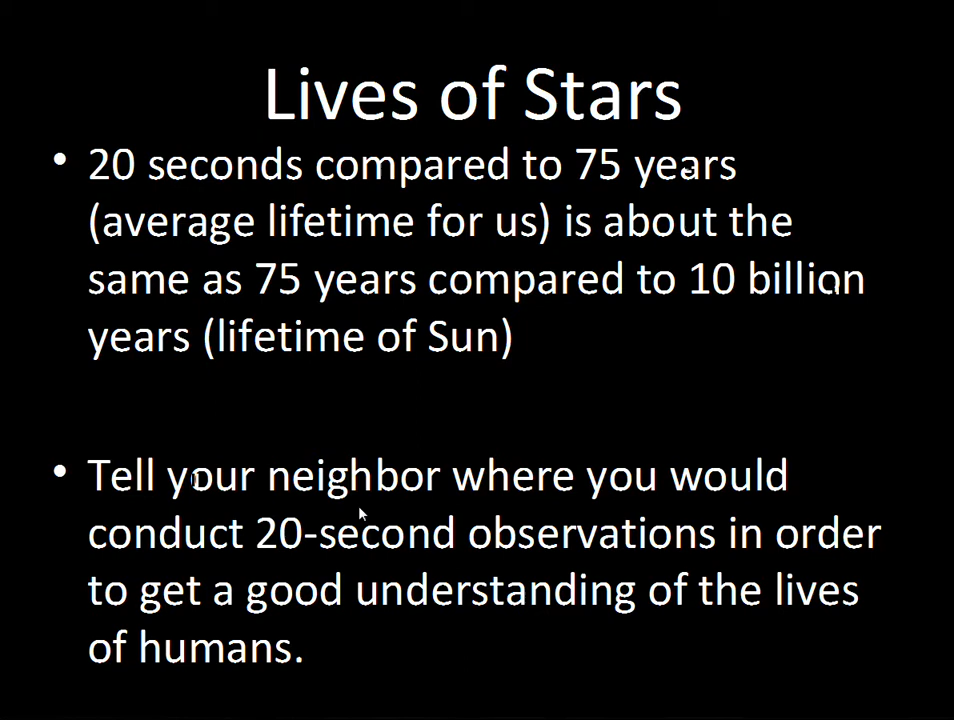 Lives of Stars
• 20 seconds compared to 75 years
(average lifetime for us) is about the
same as 75 years compared to 10 billion
years (lifetime of Sun)
• Tell your neighbor where you would
conduct 20-second observations in order
to get a good understanding of the lives
of humans.